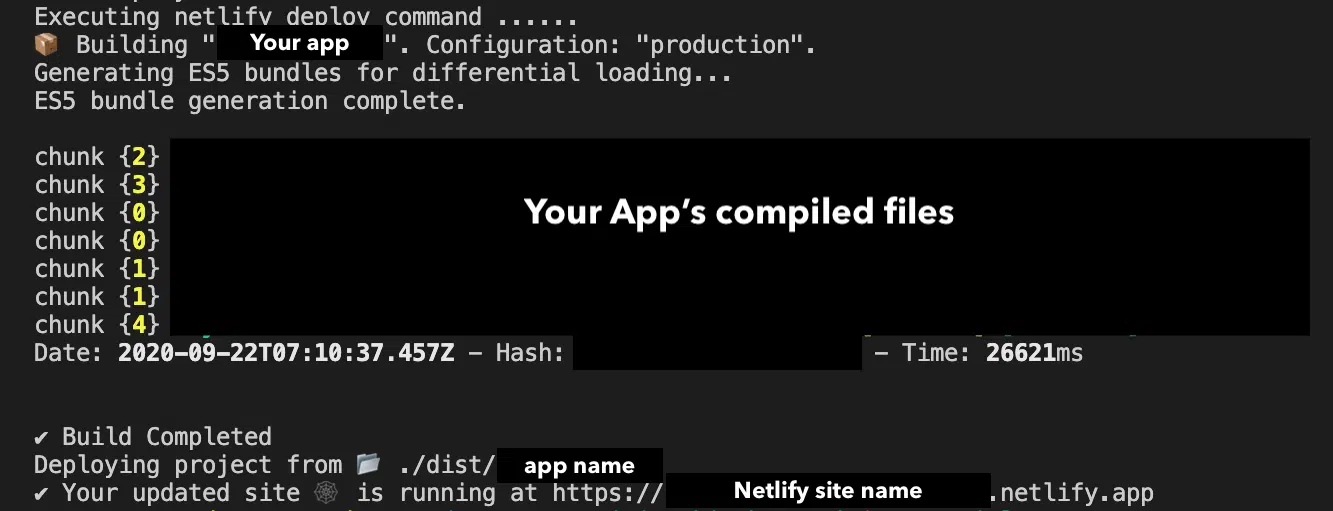 Executing netlify deploy command ......
📦 Building "Your app". Configuration: "production".
Generating ES5 bundles for differential loading...
ES5 bundle generation complete.
chunk {2}
chunk {3}
Your App's compiled files
chunk {0}
chunk {0}
chunk {1}
chunk {1}
chunk {4}
Date: 2020-09-22T07:10:37.457Z - Hash: - Time: 26621ms
✔ Build Completed
Deploying project from 📂 ./dist/ app name
✔ Your updated site 🕸 is running at https:// Netlify site name .netlify.app